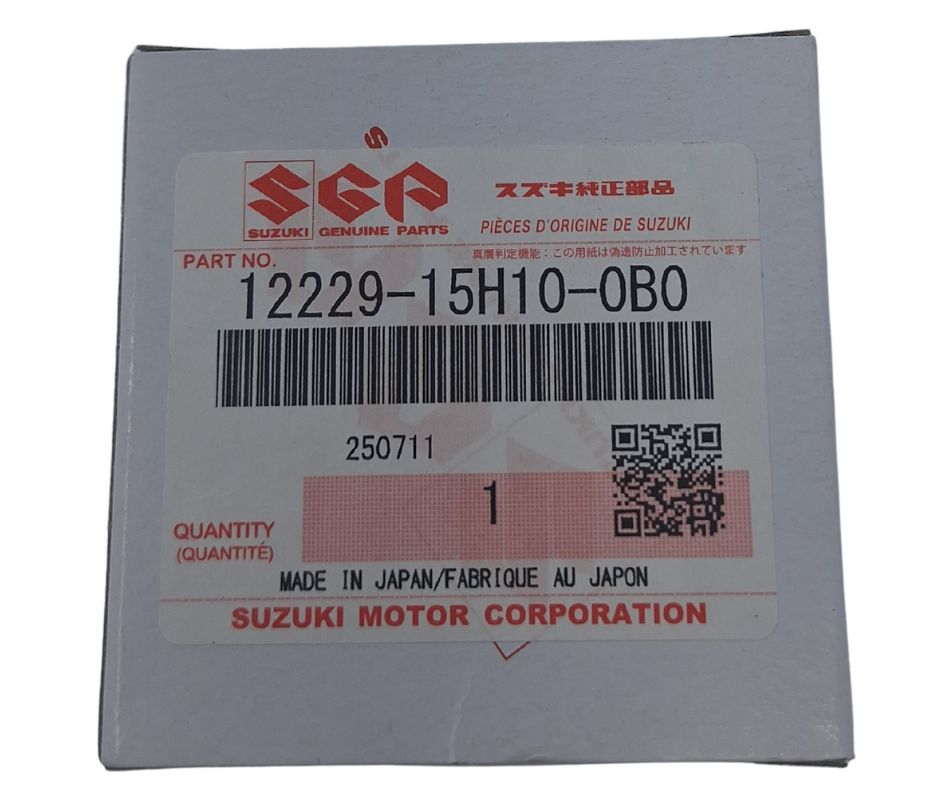 SGP
SUZUKI GENUINE PARTS
スズキ純正部品
PIÈCES D'ORIGINE DE SUZUKI
PART NO.
真贋判定機能：この用紙は偽造防止加工されています
12229-15H10-0B0
250711
1
QUANTITY
(QUANTITÉ)
MADE IN JAPAN/FABRIQUE AU JAPON
SUZUKI MOTOR CORPORATION